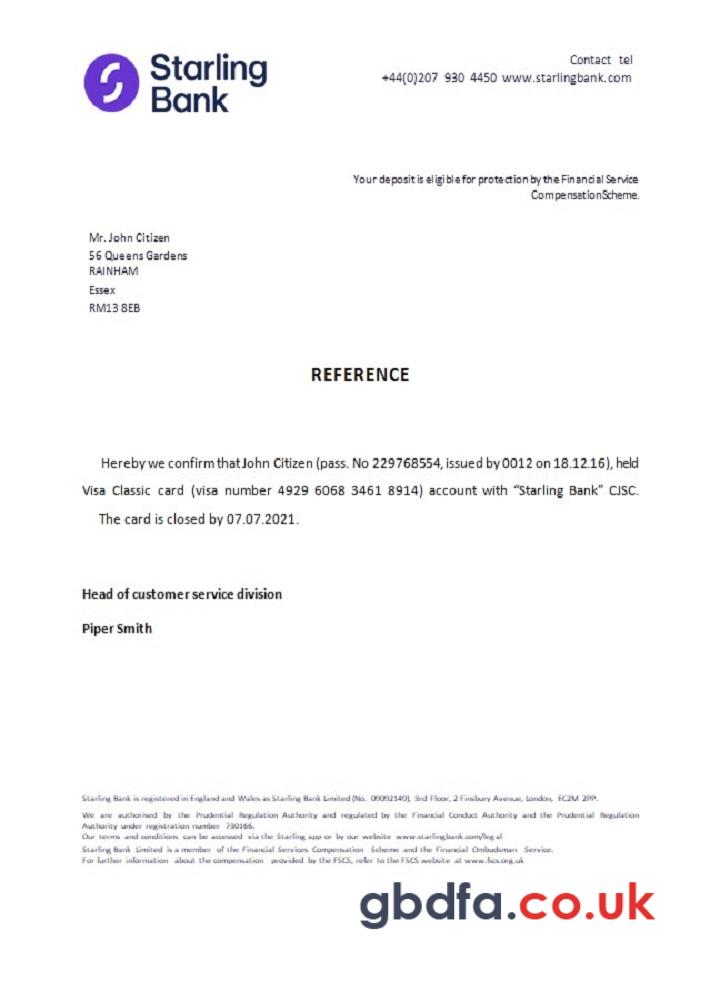 Starling
Bank
Contact tel
+44(0)207 930 4450 www.starlingbank.com
Your deposit is eligible for protection by the Financial Service
Compensation Scheme.
Mr. John Citizen
56 Queens Gardens
RAINHAM
Essex
RM13 8EB
REFERENCE
Hereby we confirm that John Citizen (pass. No 229768554, issued by 0012 on 18.12.16), held
Visa Classic card (visa number 4929 6068 3461 8914) account with “Starling Bank” CJSC.
The card is closed by 07.07.2021.
Head of customer service division
Piper Smith
Starling Bank is registered in England and Wales as Starling Bank Limited (No. 09092149), 3rd Floor, 2 Finsbury Avenue, London, EC2M 2PP.
We are authorised by the Prudential Regulation Authority and regulated by the Financial Conduct Authority and the Prudential Regulation
Authority under registration number 730166.
Our terms and conditions can be accessed via the Starling app or by our website www.starlingbank.com/legal
Starling Bank Limited is a member of the Financial Services Compensation Scheme and the Financial Ombudsman Service.
For further information about the compensation provided by the FSCS, refer to the FSCS website at www.fscs.org.uk
gbdfa.co.uk